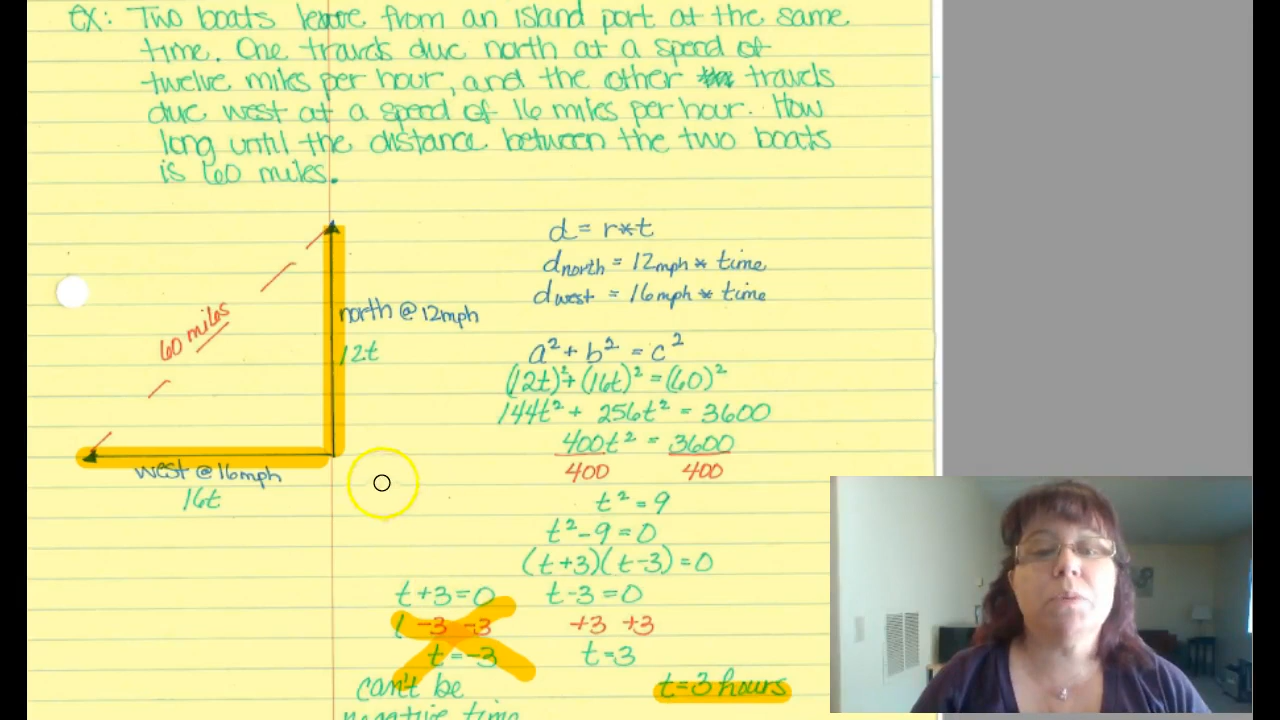 EX: Two boats leave from an island port at the same
time. One travels due north at a speed of
twelve miles per hour, and the other travels
due west at a speed of 16 miles per hour. How
long until the distance between the two boats
is 60 miles.
60 miles
north @ 12mph
12t
west @ 16mph
16t
d = r*t
dnorth = 12mph * time
dwest = 16mph * time
a² + b² = c²
(12t)² + (16t)² = (60)²
144t² + 256t² = 3600
400t² = 3600
400 400
t² = 9
t² - 9 = 0
(t+3)(t-3) = 0
t+3=0 t-3=0
-3 -3 +3 +3
t=-3 t=3
can't be
negative time
t=3 hours